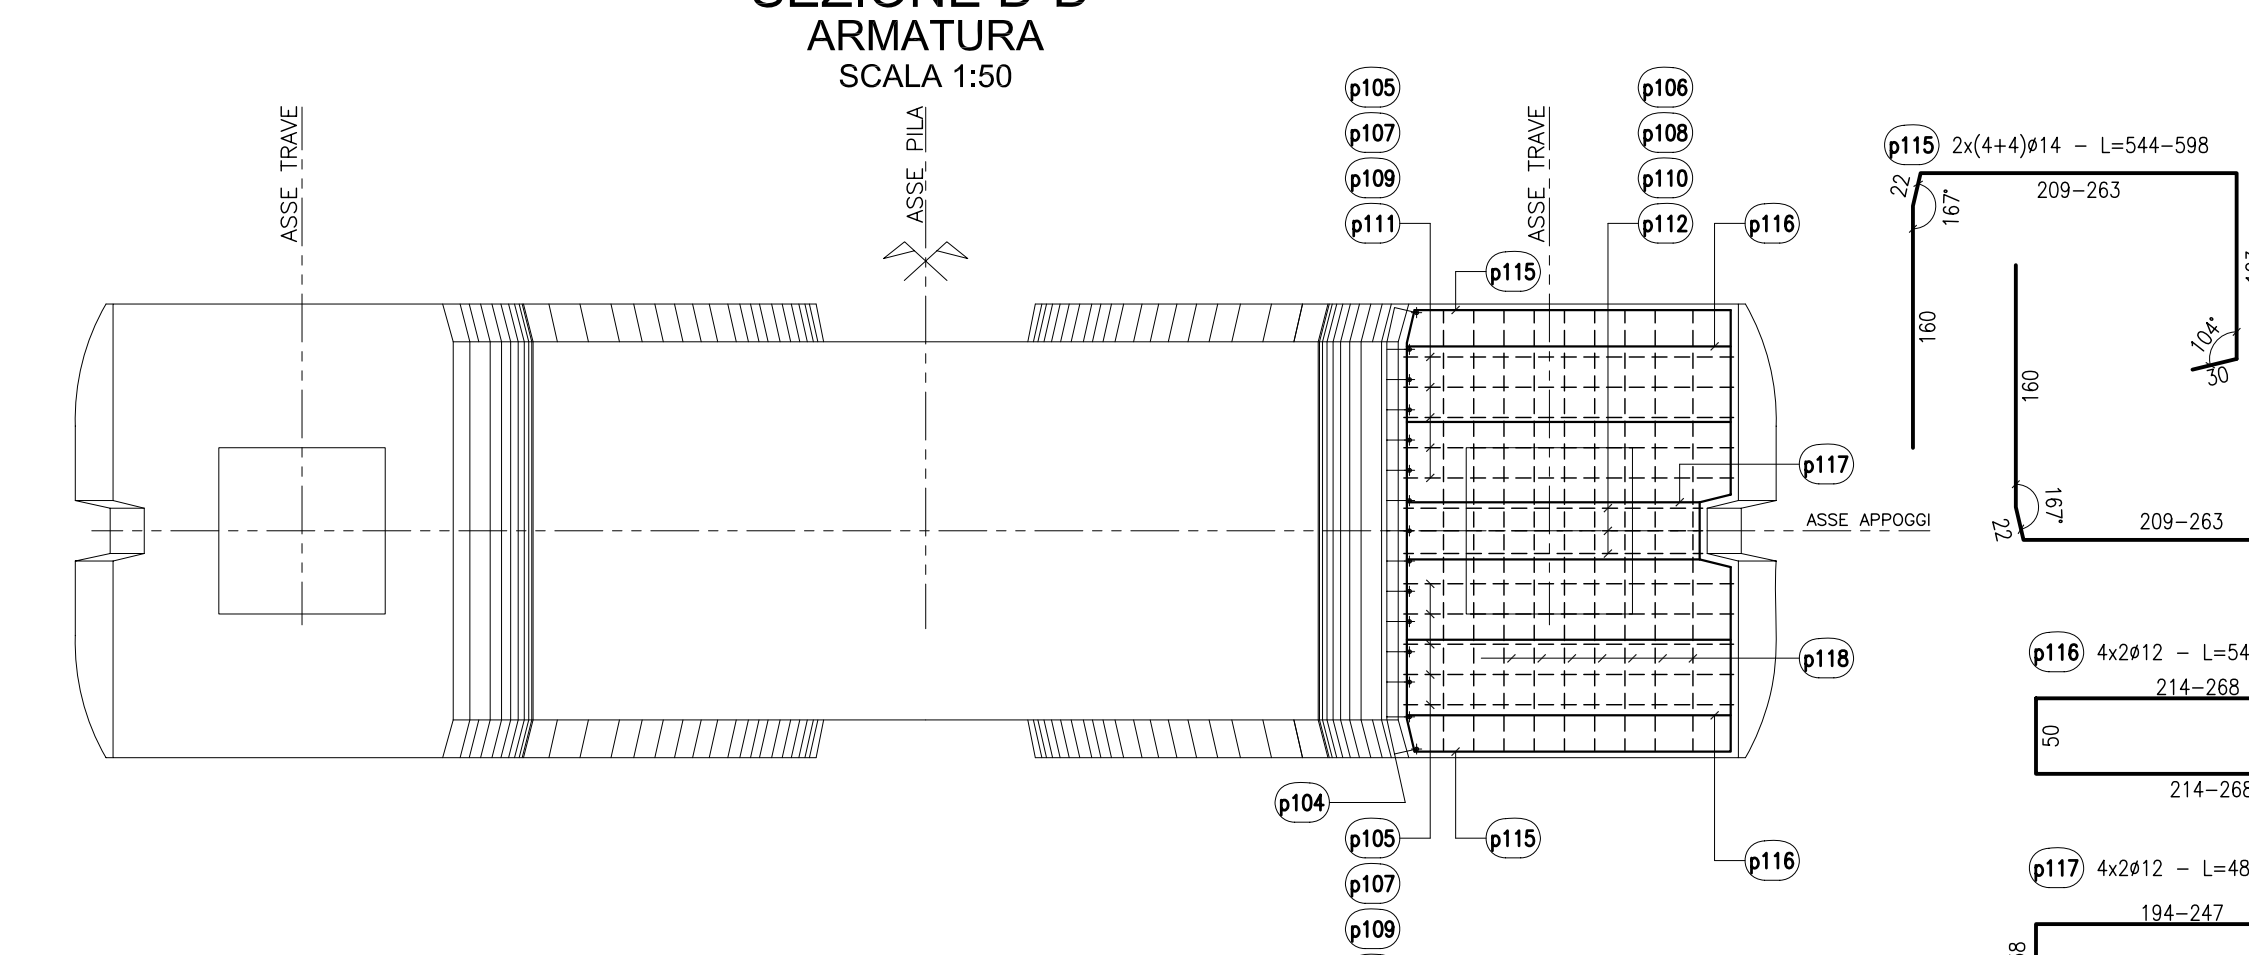 ARMATURA
SCALA 1:50
ASSE TRAVE
ASSE PILA
ASSE TRAVE
p105
p107
p109
p111
p106
p108
p110
p112
p116
p115
p117
ASSE APPOGGI
p118
p104
p105
p107
p109
p115
p116
p115 2x(4+4)ø14 - L=544-598
22
209-263
167°
160
104°
30
160
167°
22
209-263
p116 4x2ø12 - L=54
214-268
50
214-268
p117 4x2ø12 - L=48
194-247